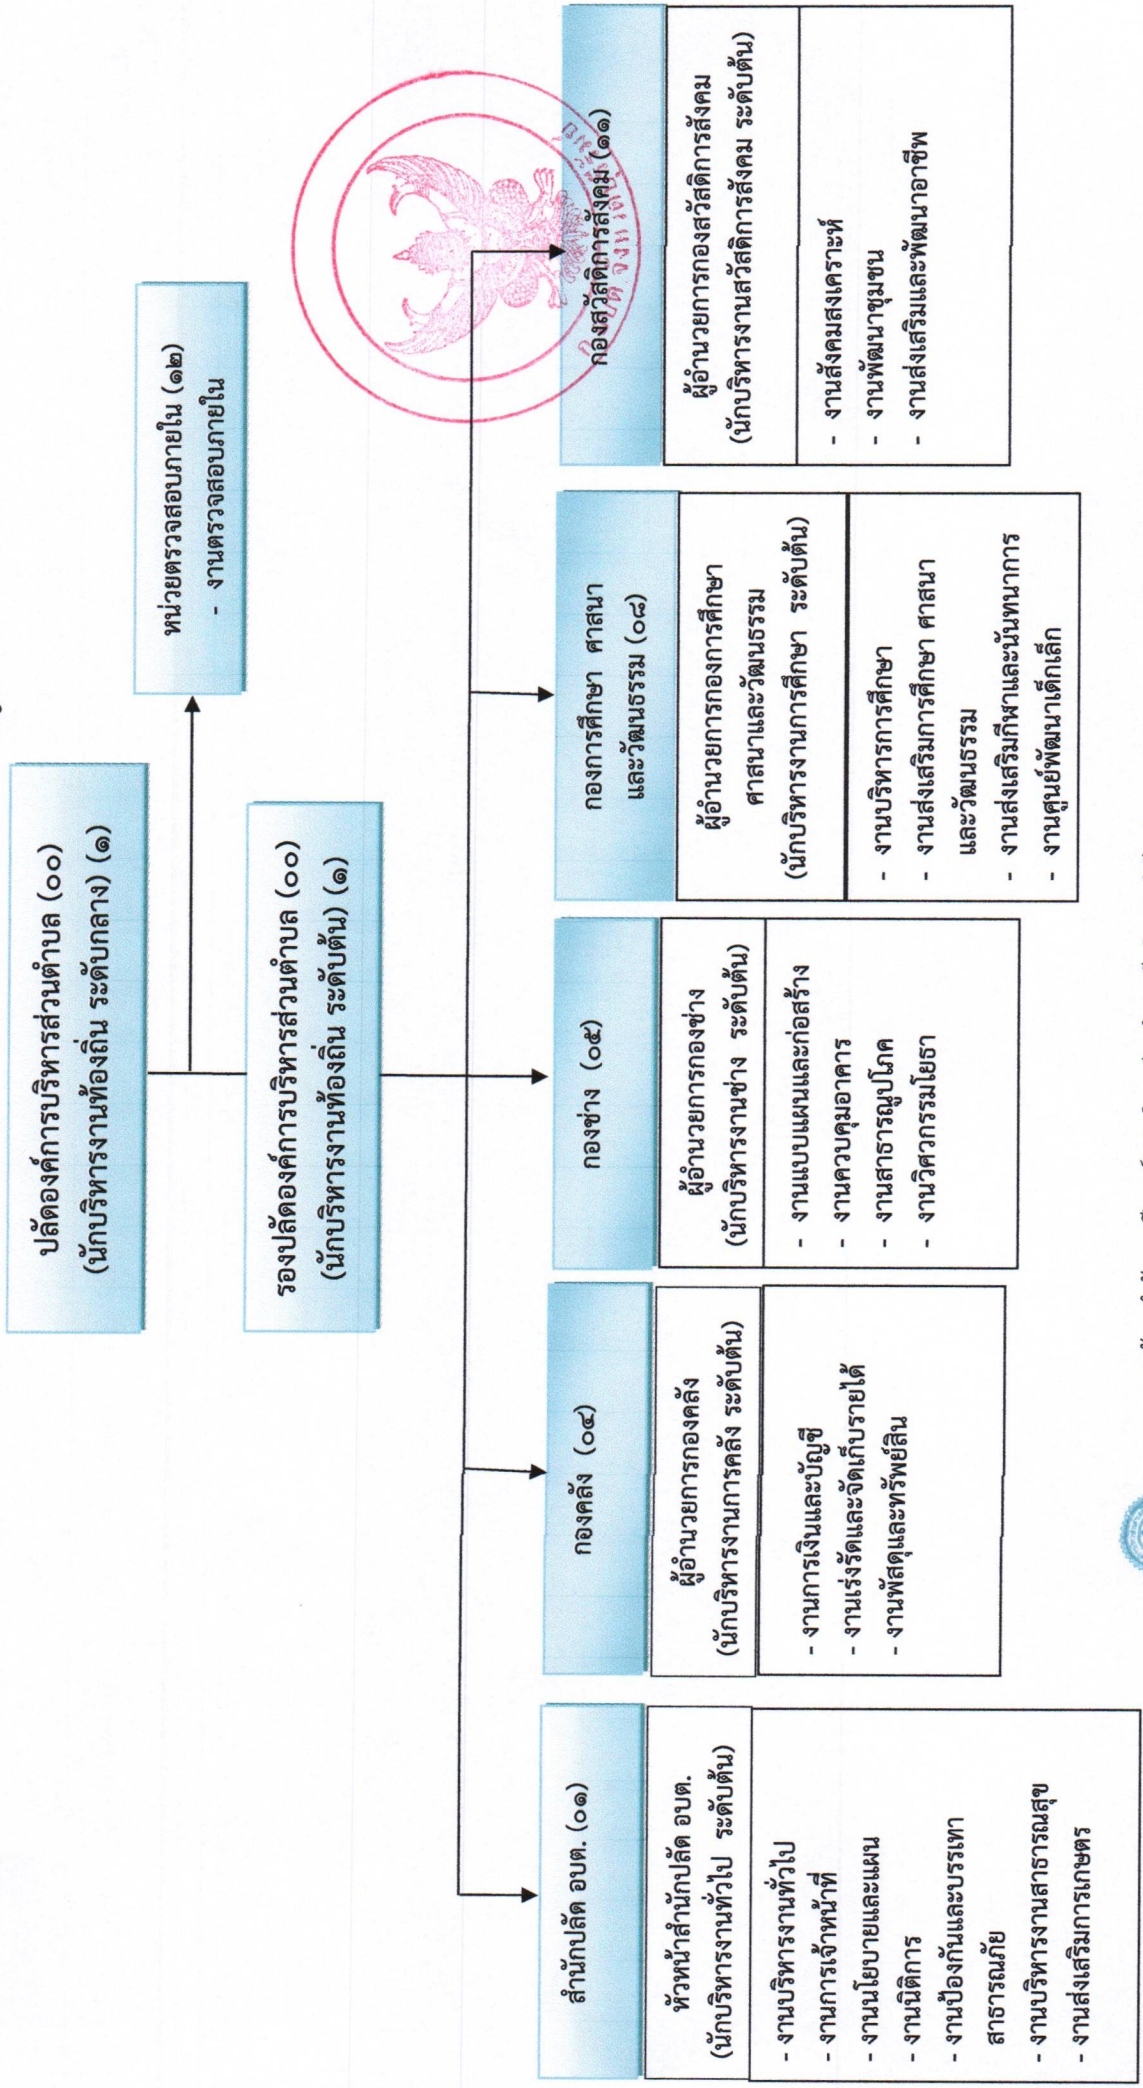 ปลัดองค์การบริหารส่วนตำบล (๐๐)
(นักบริหารงานท้องถิ่น ระดับกลาง) (๑)
หน่วยตรวจสอบภายใน (๑๒)
- งานตรวจสอบภายใน
รองปลัดองค์การบริหารส่วนตำบล (๐๐)
(นักบริหารงานท้องถิ่น ระดับต้น) (๑)
สำนักปลัด อบต. (๐๑)
หัวหน้าสำนักปลัด อบต.
(นักบริหารงานทั่วไป ระดับต้น)
- งานบริหารงานทั่วไป
- งานการเจ้าหน้าที่
- งานนโยบายและแผน
- งานนิติการ
- งานป้องกันและบรรเทา
สาธารณภัย
- งานบริหารงานสาธารณสุข
- งานส่งเสริมการเกษตร
กองคลัง (๐๔)
ผู้อำนวยการกองคลัง
(นักบริหารงานการคลัง ระดับต้น)
- งานการเงินและบัญชี
- งานเร่งรัดและจัดเก็บรายได้
- งานพัสดุและทรัพย์สิน
กองช่าง (๐๕)
ผู้อำนวยการกองช่าง
(นักบริหารงานช่าง ระดับต้น)
- งานแบบแผนและก่อสร้าง
- งานควบคุมอาคาร
- งานสาธารณูปโภค
- งานวิศวกรรมโยธา
กองการศึกษา ศาสนา
และวัฒนธรรม (๐๘)
ผู้อำนวยการกองการศึกษา
ศาสนาและวัฒนธรรม
(นักบริหารงานการศึกษา ระดับต้น)
- งานบริหารการศึกษา
- งานส่งเสริมการศึกษา ศาสนา
และวัฒนธรรม
- งานส่งเสริมกีฬาและนันทนาการ
- งานศูนย์พัฒนาเด็กเล็ก
กองสวัสดิการสังคม (๑๑)
ผู้อำนวยการกองสวัสดิการสังคม
(นักบริหารงานสวัสดิการสังคม ระดับต้น)
- งานสังคมสงเคราะห์
- งานพัฒนาชุมชน
- งานส่งเสริมและพัฒนาอาชีพ